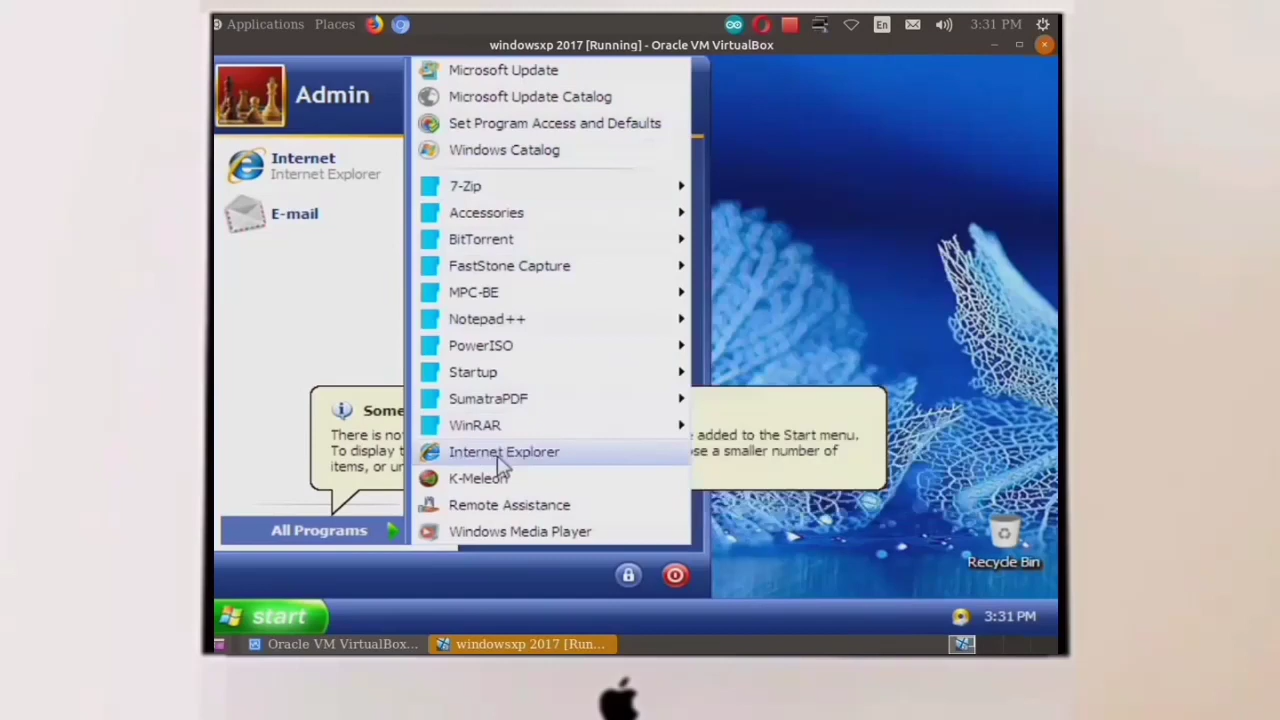 Applications Places
En
3:31 PM
windowsxp 2017 [Running] - Oracle VM VirtualBox
Admin
Internet
Internet Explorer
E-mail
Microsoft Update
Microsoft Update Catalog
Set Program Access and Defaults
Windows Catalog
7-Zip
Accessories
BitTorrent
FastStone Capture
MPC-BE
Notepad++
PowerISO
Startup
SumatraPDF
WinRAR
Internet Explorer
K-Meleon
Remote Assistance
Windows Media Player
Some
There is no
added to the Start menu.
To display
se a smaller number of
items, or
All Programs
Recycle Bin
start
3:31 PM
Oracle VM VirtualBox...
windowsxp 2017 [Run...